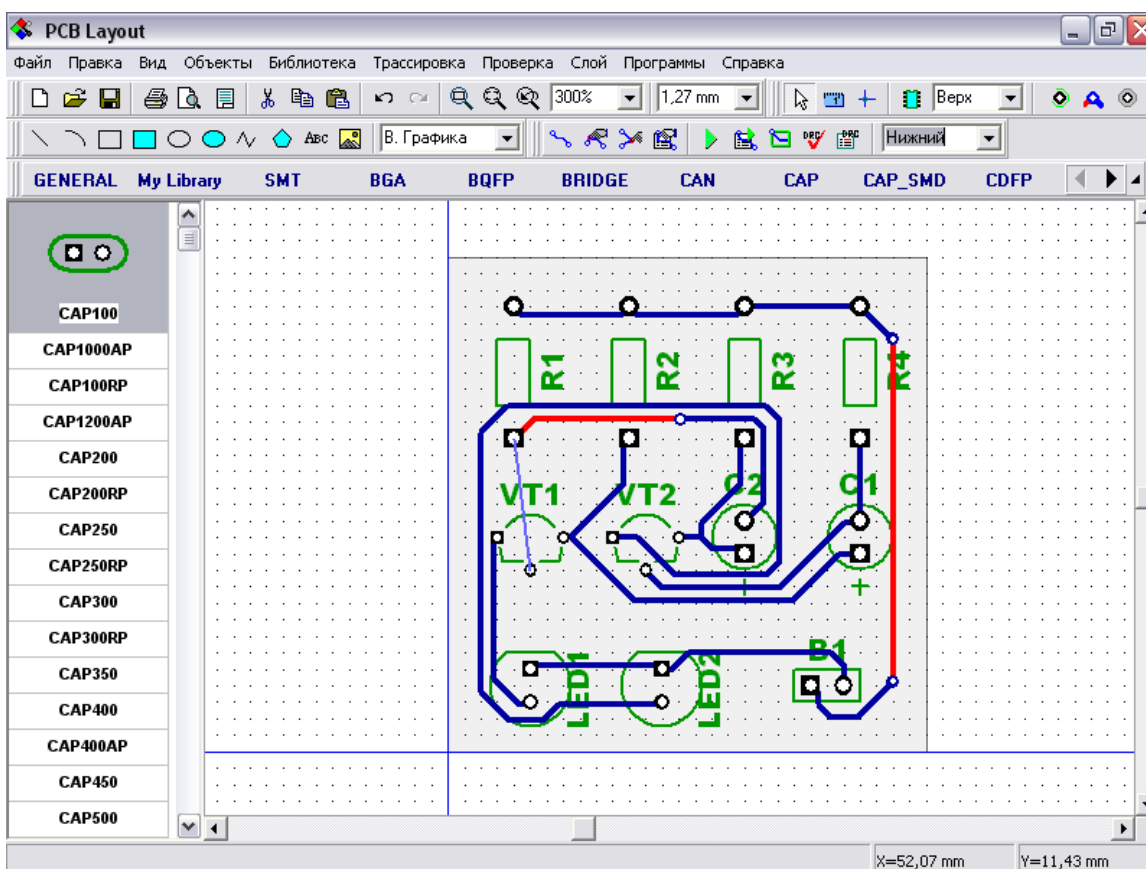 PCB Layout
Файл Правка Вид Объекты Библиотека Трассировка Проверка Слой Программы Справка
300% 1,27 mm Верх
Abc В. Графика DRC DRC Нижний
GENERAL My Library SMT BGA BQFP BRIDGE CAN CAP CAP_SMD CDFP
CAP100
CAP1000AP
CAP100RP
CAP1200AP
CAP200
CAP200RP
CAP250
CAP250RP
CAP300
CAP300RP
CAP350
CAP400
CAP400AP
CAP450
CAP500
R1 R2 R3 R4
VT1 VT2 C2 C1
+ +
LED1 LED2 B1
X=52,07 mm Y=11,43 mm